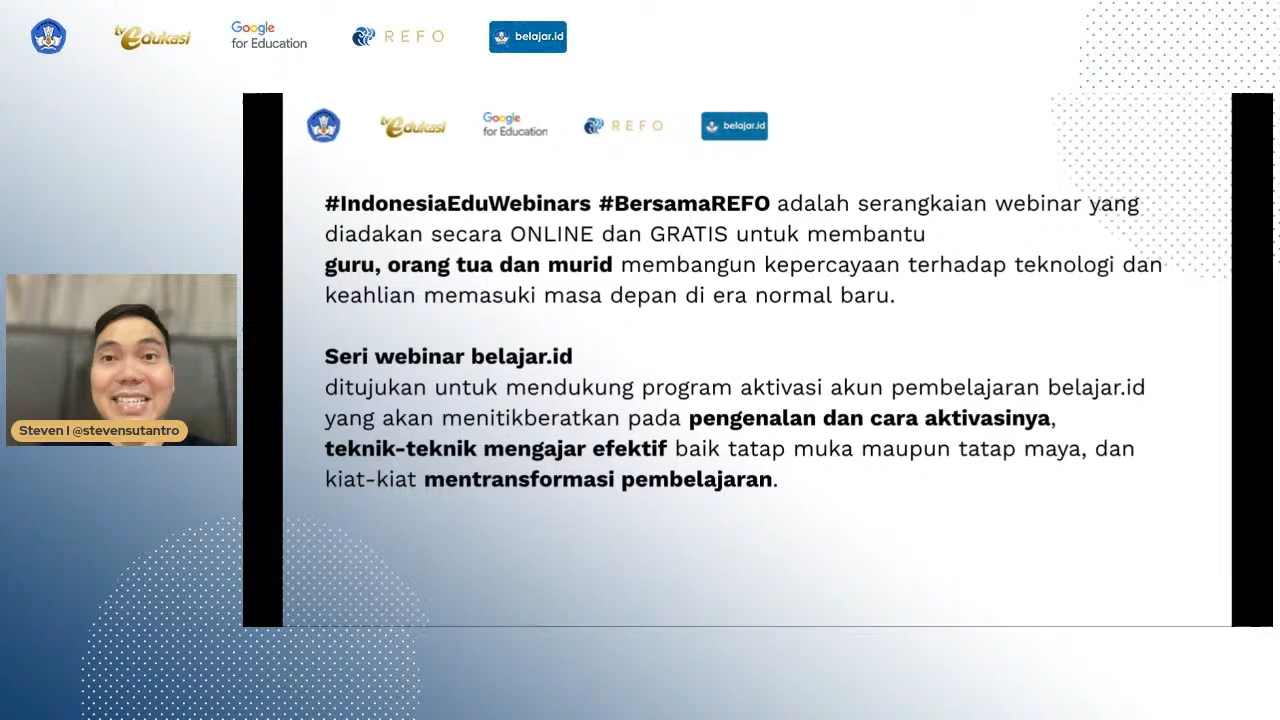 tv Edukasi
Google
for Education
REFO
belajar.id
tv Edukasi
Google
for Education
REFO
belajar.id
#IndonesiaEduWebinars #BersamaREFO adalah serangkaian webinar yang
diadakan secara ONLINE dan GRATIS untuk membantu
guru, orang tua dan murid membangun kepercayaan terhadap teknologi dan
keahlian memasuki masa depan di era normal baru.
Seri webinar belajar.id
ditujukan untuk mendukung program aktivasi akun pembelajaran belajar.id
yang akan menitikberatkan pada pengenalan dan cara aktivasinya,
teknik-teknik mengajar efektif baik tatap muka maupun tatap maya, dan
kiat-kiat mentransformasi pembelajaran.
Steven I @stevensutantro